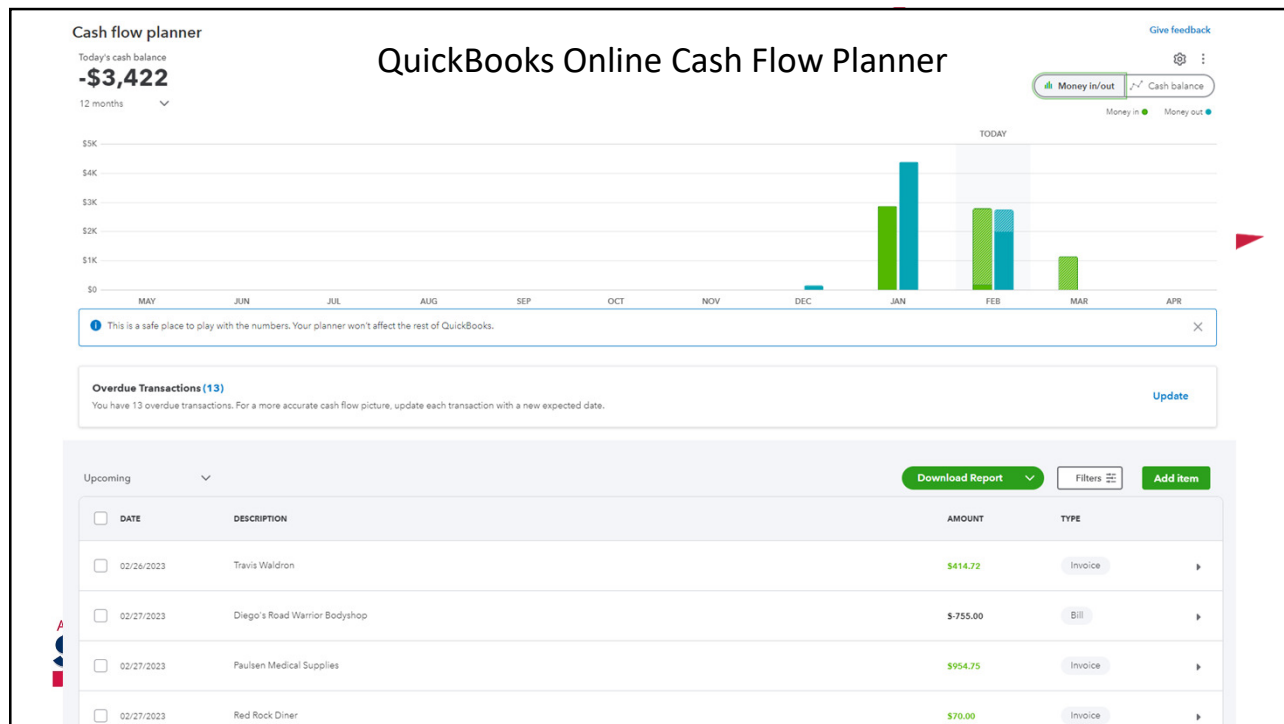 Cash flow planner
Give feedback
QuickBooks Online Cash Flow Planner
Today's cash balance
-$3,422
12 months
Money in/out
Cash balance
Money in
Money out
TODAY
$5K
$4K
$3K
$2K
$1K
$0
MAY JUN JUL AUG SEP OCT NOV DEC JAN FEB MAR APR
This is a safe place to play with the numbers. Your planner won't affect the rest of QuickBooks.
Overdue Transactions (13)
You have 13 overdue transactions. For a more accurate cash flow picture, update each transaction with a new expected date.
Update
Upcoming
Download Report
Filters
Add item
DATE DESCRIPTION AMOUNT TYPE
02/26/2023 Travis Waldron $414.72 Invoice
02/27/2023 Diego's Road Warrior Bodyshop $-755.00 Bill
02/27/2023 Paulsen Medical Supplies $954.75 Invoice
02/27/2023 Red Rock Diner $70.00 Invoice